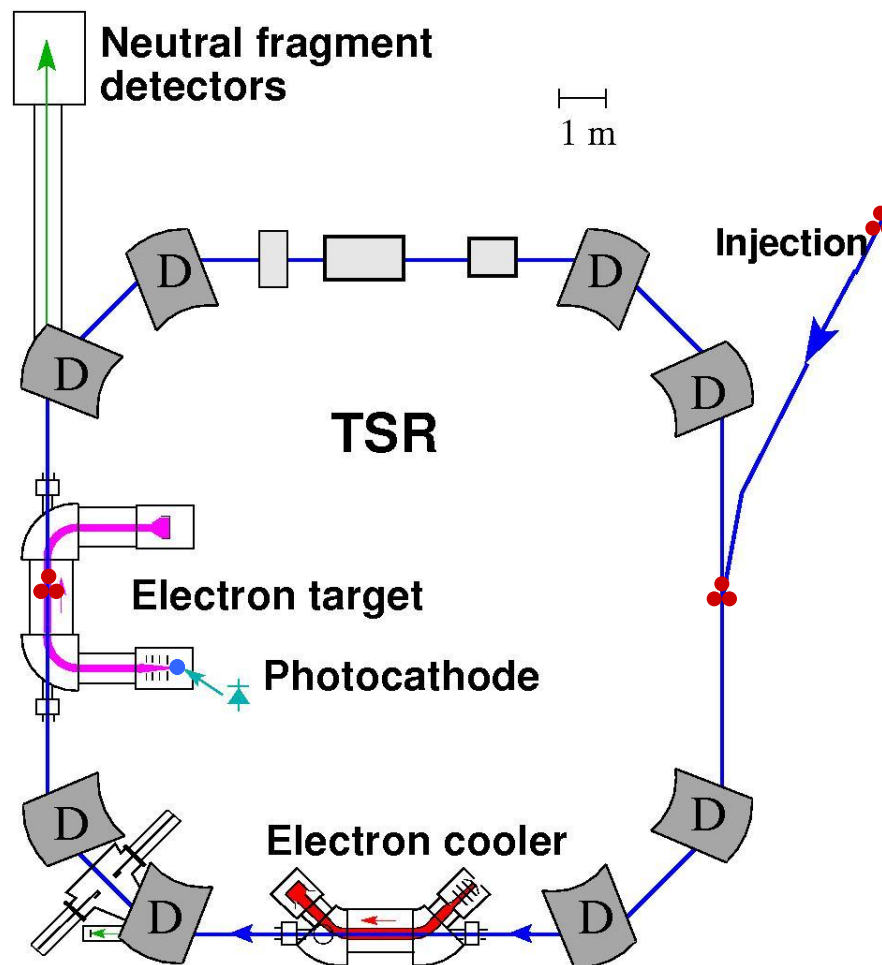 Neutral fragment
detectors
1 m
Injection
D
D
D
D
TSR
Electron target
Photocathode
D
D
Electron cooler
D
D